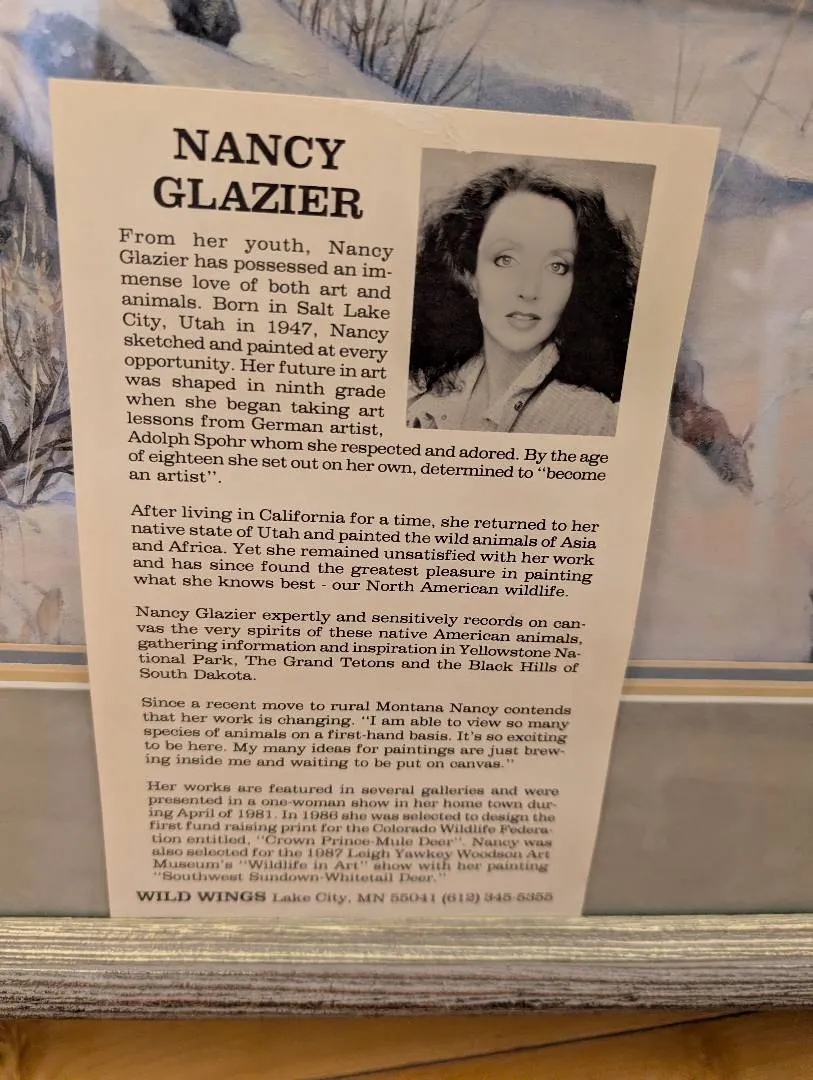 NANCY
GLAZIER
From her youth, Nancy
Glazier has possessed an im-
mense love of both art and
animals. Born in Salt Lake
City, Utah in 1947, Nancy
sketched and painted at every
opportunity. Her future in art
was shaped in ninth grade
when she began taking art
lessons from German artist,
Adolph Spohr whom she respected and adored. By the age
of eighteen she set out on her own, determined to "become
an artist".
After living in California for a time, she returned to her
native state of Utah and painted the wild animals of Asia
and Africa. Yet she remained unsatisfied with her work
and has since found the greatest pleasure in painting
what she knows best - our North American wildlife.
Nancy Glazier expertly and sensitively records on can-
vas the very spirits of these native American animals,
gathering information and inspiration in Yellowstone Na-
tional Park, The Grand Tetons and the Black Hills of
South Dakota.
Since a recent move to rural Montana Nancy contends
that her work is changing. "I am able to view so many
species of animals on a first-hand basis. It's so exciting
to be here. My many ideas for paintings are just brew-
ing inside me and waiting to be put on canvas."
Her works are featured in several galleries and were
presented in a one-woman show in her home town dur-
ing April of 1981. In 1986 she was selected to design the
first fund raising print for the Colorado Wildlife Federa-
tion entitled, "Crown Prince-Mule Deer". Nancy was
also selected for the 1987 Leigh Yawkey Woodson Art
Museum's "Wildlife in Art" show with her painting
"Southwest Sundown-Whitetail Deer."
WILD WINGS Lake City, MN 55041 (612) 345-5355